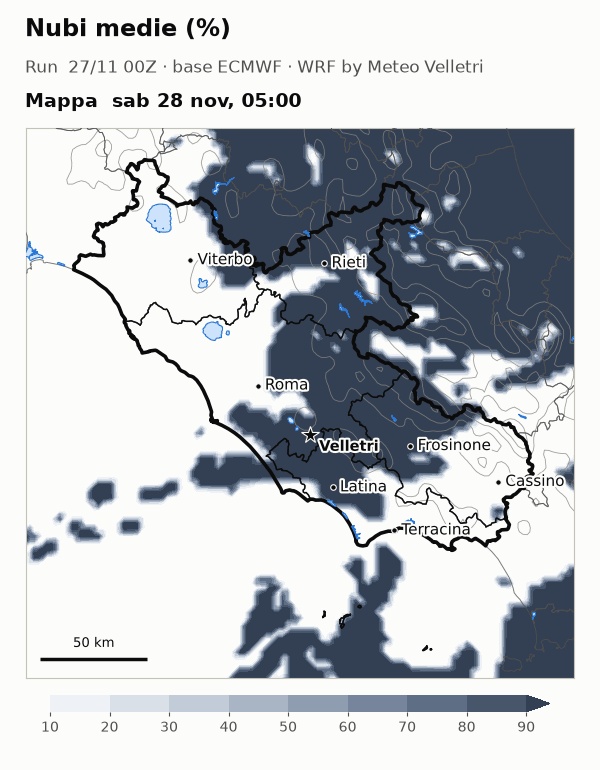 Nubi medie (%)
Run  27/11 00Z · base ECMWF · WRF by Meteo Velletri
Mappa  sab 28 nov, 05:00
Viterbo
Rieti
Roma
Velletri
Frosinone
Latina
Cassino
Terracina
50 km
10 20 30 40 50 60 70 80 90